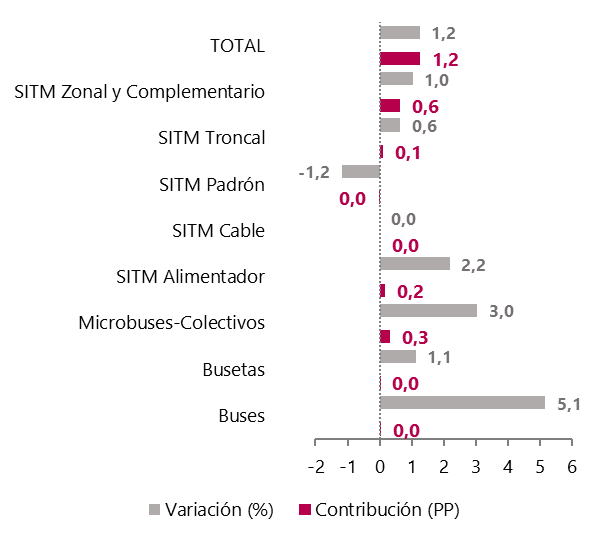 1,2
TOTAL
1,2
1,0
SITM Zonal y Complementario
0,6
0,6
SITM Troncal
0,1
-1,2
SITM Padrón
0,0
0,0
SITM Cable
0,0
2,2
SITM Alimentador
0,2
3,0
Microbuses-Colectivos
0,3
1,1
Busetas
0,0
5,1
Buses
0,0
-2 -1 0 1 2 3 4 5 6
Variación (%) Contribución (PP)